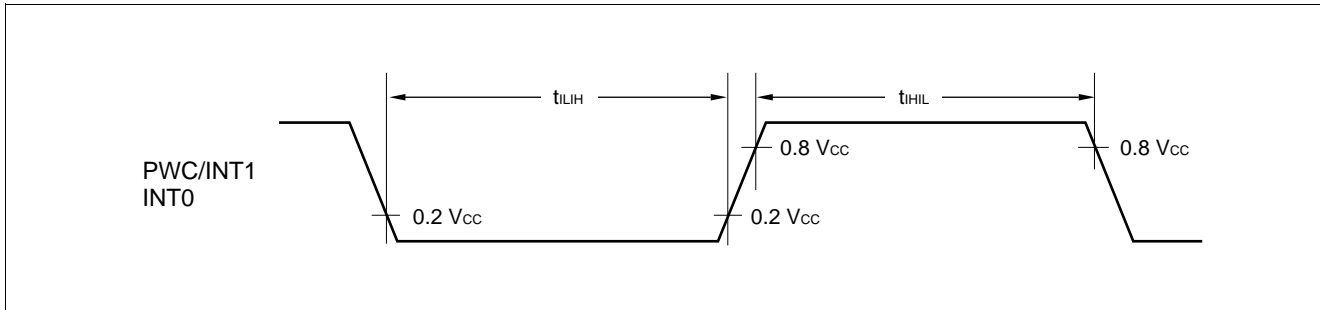 tILIH
tIHIL
PWC/INT1
INT0
0.8 VCC
0.8 VCC
0.2 VCC
0.2 VCC